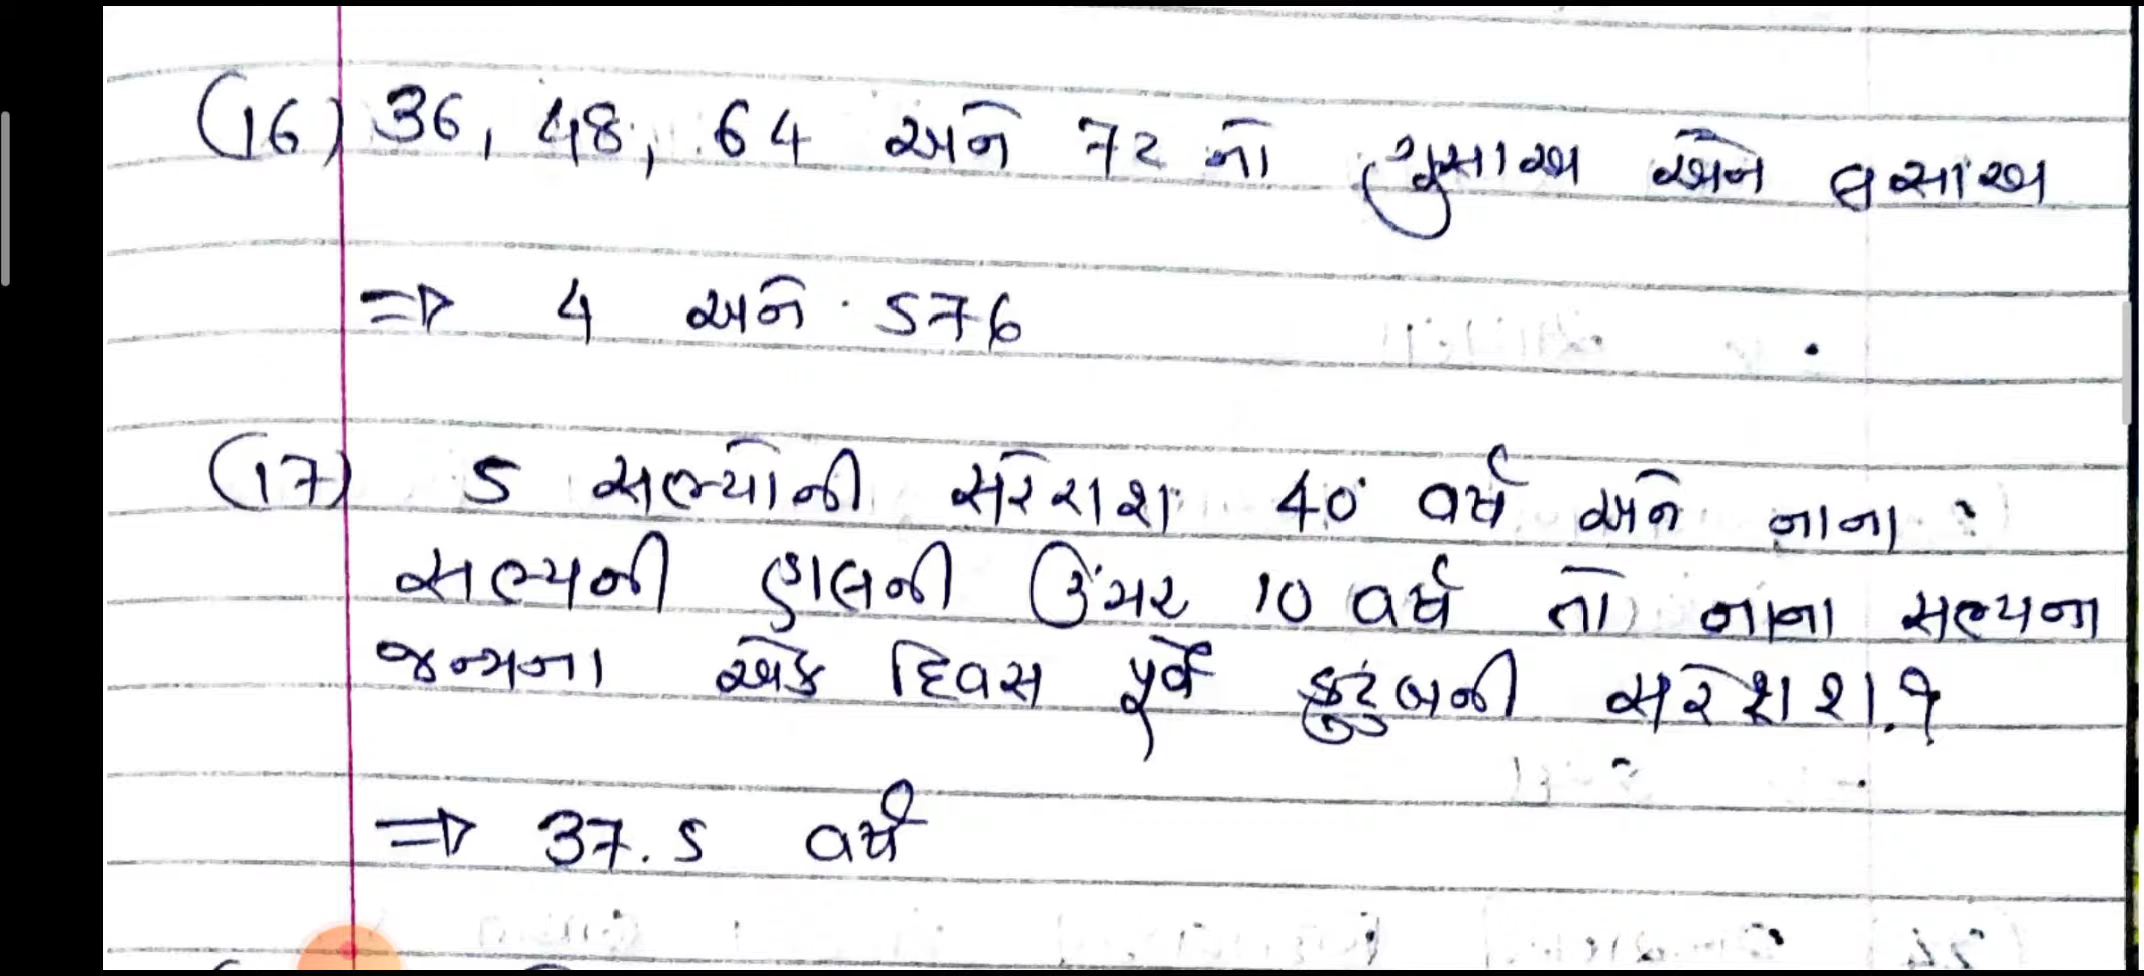 (16) 36, 48, 64 અને 72 નો ગુસાઅ અને લસાઅ
⇒ 4 અને 576
(17) 5 સભ્યોની સરેરાશ 40 વર્ષ અને નાના
સભ્યની હાલની ઉંમર 10 વર્ષ તો નાના સભ્યના
જન્મના એક દિવસ પૂર્વે કુટુંબની સરેરાશ.?
⇒ 37.5 વર્ષ